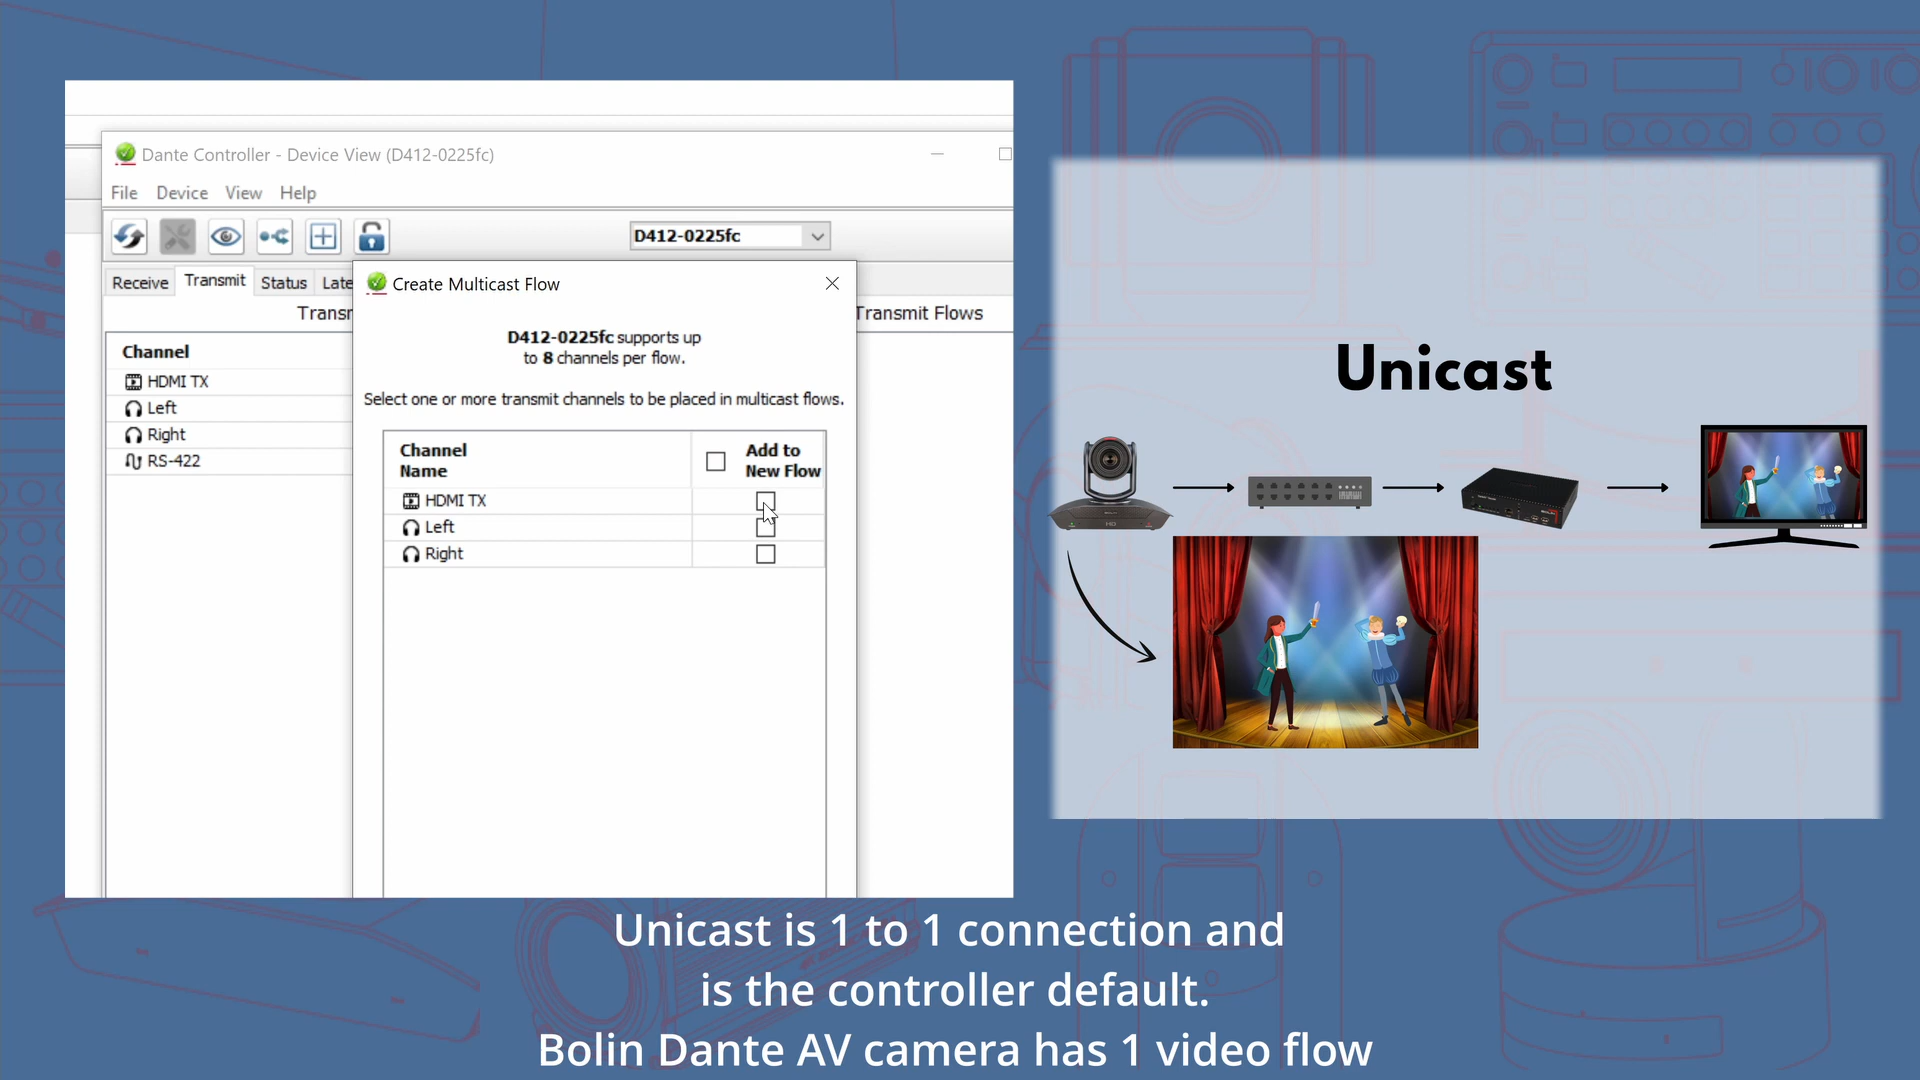 Dante Controller - Device View (D412-0225fc)
File Device View Help
D412-0225fc
Receive Transmit Status Late
Transm
Transmit Flows
Channel
HDMI TX
Left
Right
RS-422
Create Multicast Flow
D412-0225fc supports up
to 8 channels per flow.
Select one or more transmit channels to be placed in multicast flows.
Channel
Name
Add to
New Flow
HDMI TX
Left
Right
Unicast
HD
Unicast is 1 to 1 connection and
is the controller default.
Bolin Dante AV camera has 1 video flow